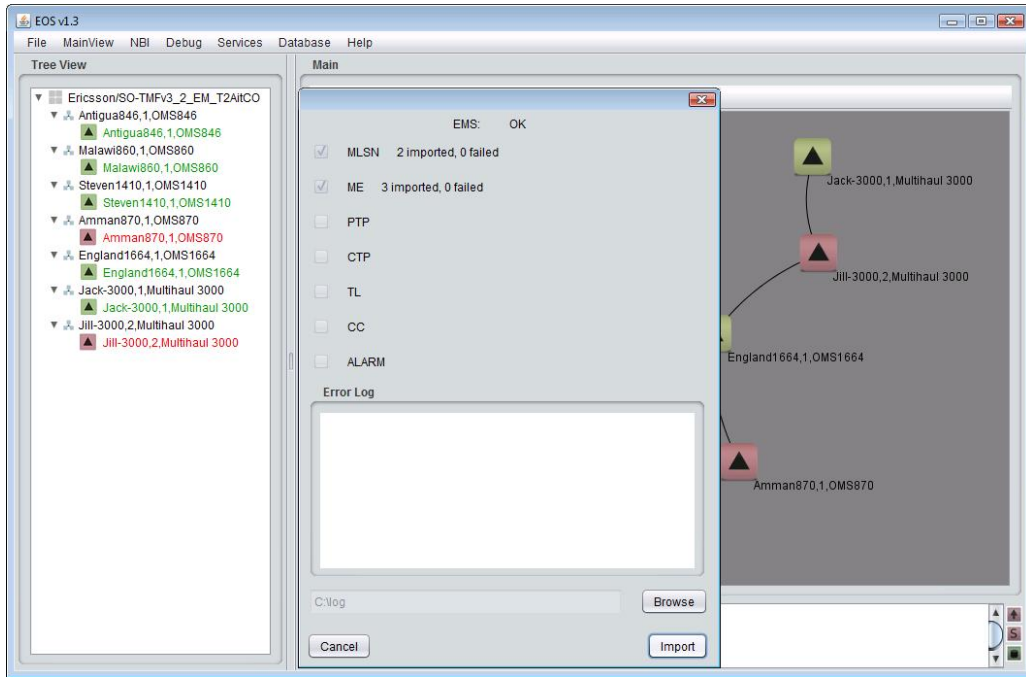 EOS v1.3
File MainView NBI Debug Services Database Help
Tree View
Main
Ericsson/SO-TMFv3_2_EM_T2AitCO
Antigua846,1,OMS846
Antigua846,1,OMS846
Malawi860,1,OMS860
Malawi860,1,OMS860
Steven1410,1,OMS1410
Steven1410,1,OMS1410
Amman870,1,OMS870
Amman870,1,OMS870
England1664,1,OMS1664
England1664,1,OMS1664
Jack-3000,1,Multihaul 3000
Jack-3000,1,Multihaul 3000
Jill-3000,2,Multihaul 3000
Jill-3000,2,Multihaul 3000
EMS: OK
MLSN 2 imported, 0 failed
ME 3 imported, 0 failed
PTP
CTP
TL
CC
ALARM
Error Log
C:\log
Browse
Cancel
Import
Jack-3000,1,Multihaul 3000
Jill-3000,2,Multihaul 3000
England1664,1,OMS1664
Amman870,1,OMS870
S